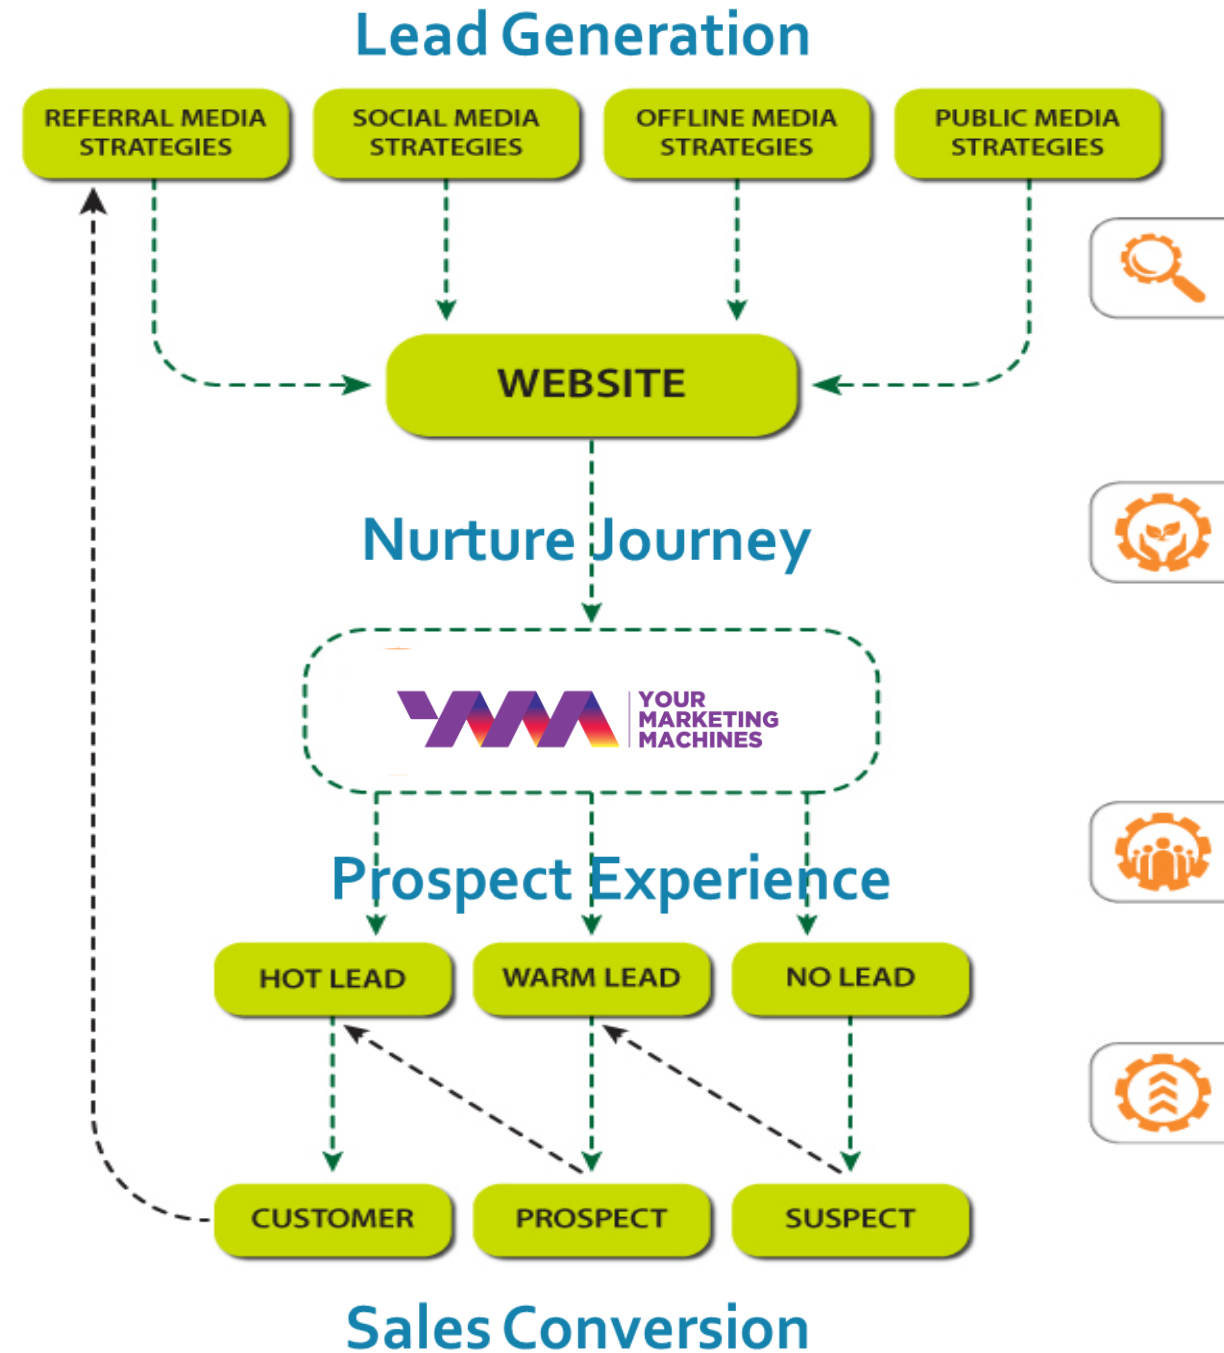 Lead Generation
REFERRAL MEDIA
STRATEGIES
SOCIAL MEDIA
STRATEGIES
OFFLINE MEDIA
STRATEGIES
PUBLIC MEDIA
STRATEGIES
WEBSITE
Nurture Journey
YMM
YOUR
MARKETING
MACHINES
Prospect Experience
HOT LEAD
WARM LEAD
NO LEAD
CUSTOMER
PROSPECT
SUSPECT
Sales Conversion